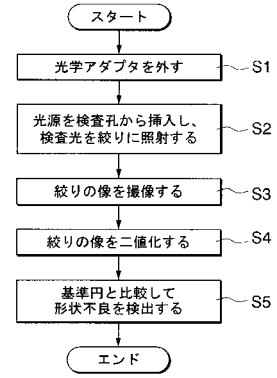 スタート
光学アダプタを外す
S1
光源を検査孔から挿入し、
検査光を絞りに照射する
S2
絞りの像を撮像する
S3
絞りの像を二値化する
S4
基準円と比較して
形状不良を検出する
S5
エンド